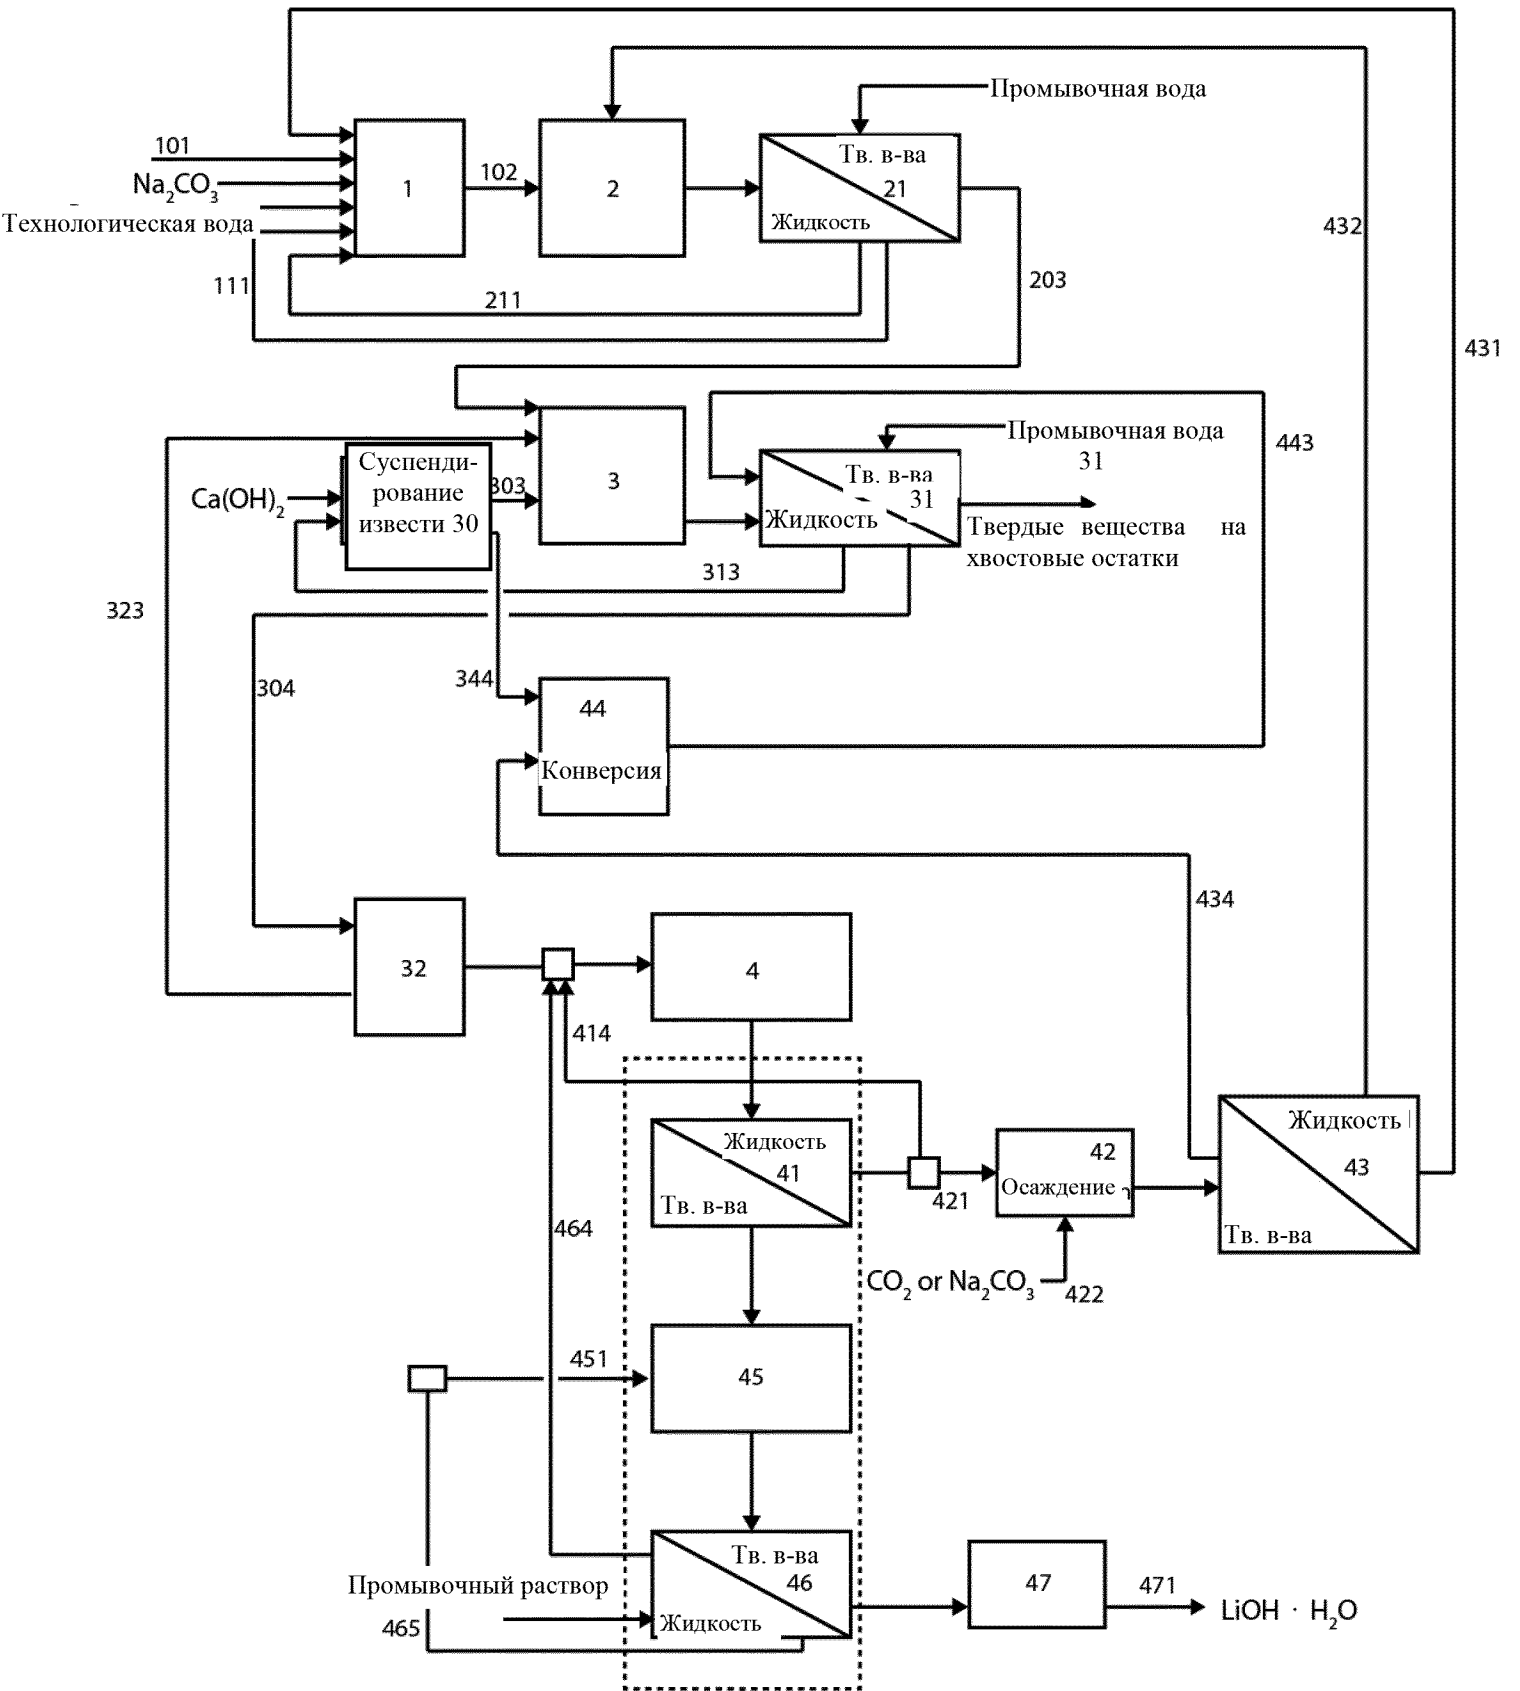 Промывочная вода
101
Na2CO3
Технологическая вода
1
102
2
Тв. в-ва
21
Жидкость
432
111
211
203
431
Промывочная вода
31
443
Суспенди-
рование
извести 30
Ca(OH)2
303
3
Тв. в-ва
31
Жидкость
Твердые вещества на
хвостовые остатки
313
323
304
344
44
Конверсия
434
32
4
414
Жидкость
41
Тв. в-ва
421
42
Осаждение
Жидкость
43
Тв. в-ва
464
CO2 or Na2CO3
422
451
45
Тв. в-ва
46
Жидкость
Промывочный раствор
465
47
471
LiOH · H2O